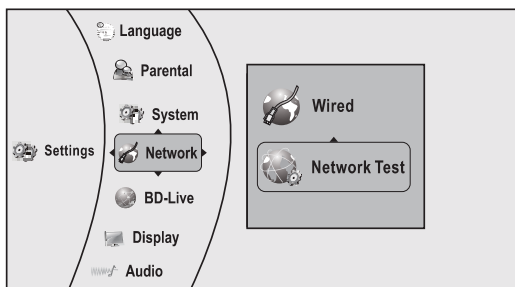 Settings
Language
Parental
System
Network
BD-Live
Display
Audio
Wired
Network Test